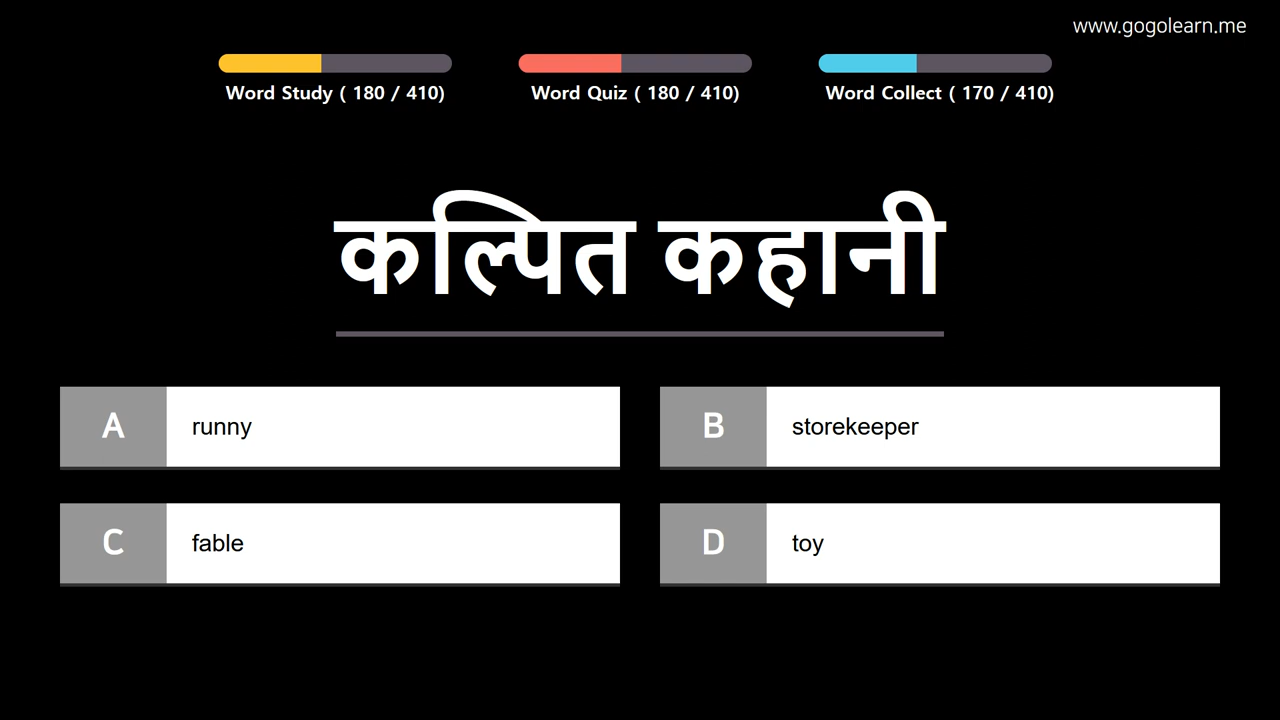 www.gogolearn.me
Word Study ( 180 / 410)
Word Quiz ( 180 / 410)
Word Collect ( 170 / 410)
कल्पित कहानी
A runny
B storekeeper
C fable
D toy